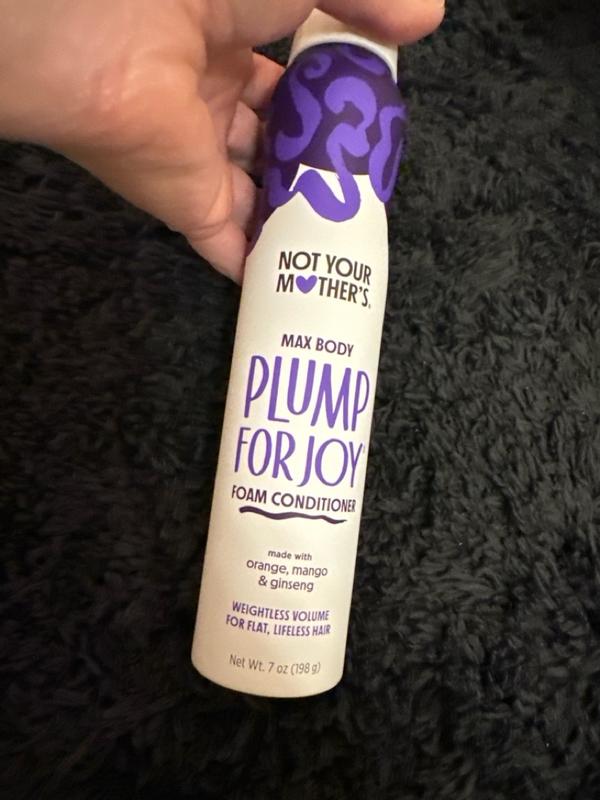 NOT YOUR
MOTHER'S®
MAX BODY
PLUMP
FOR JOY
FOAM CONDITIONER
made with
orange, mango
& ginseng
WEIGHTLESS VOLUME
FOR FLAT, LIFELESS HAIR
Net Wt. 7 oz (198 g)